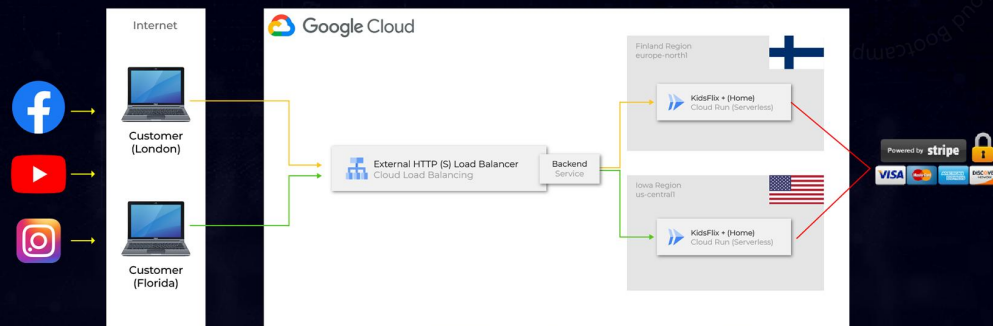 Internet
Google Cloud
Finland Region
europe-north1
KidsFlix + (Home)
Cloud Run (Serverless)
Customer
(London)
External HTTP (S) Load Balancer
Cloud Load Balancing
Backend
Service
Powered by stripe
VISA
Iowa Region
us-central1
KidsFlix + (Home)
Cloud Run (Serverless)
Customer
(Florida)
Bootcamp